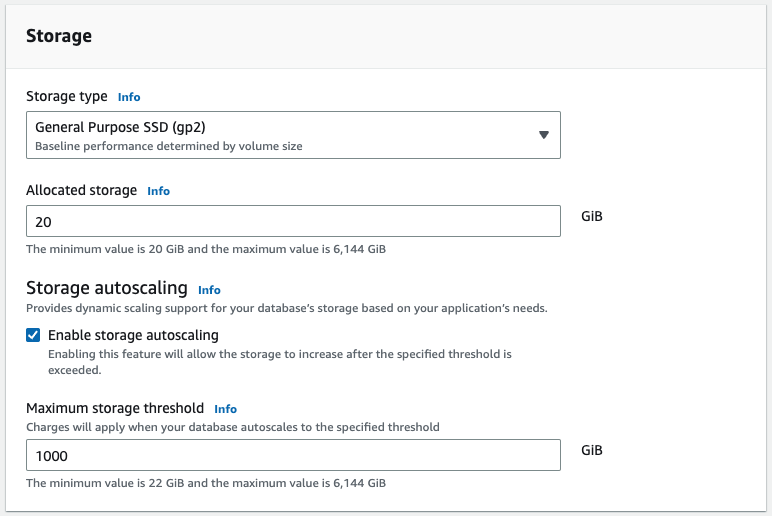 Storage
Storage type Info
General Purpose SSD (gp2)
Baseline performance determined by volume size
Allocated storage Info
20 GiB
The minimum value is 20 GiB and the maximum value is 6,144 GiB
Storage autoscaling Info
Provides dynamic scaling support for your database’s storage based on your application’s needs.
Enable storage autoscaling
Enabling this feature will allow the storage to increase after the specified threshold is
exceeded.
Maximum storage threshold Info
Charges will apply when your database autoscales to the specified threshold
1000 GiB
The minimum value is 22 GiB and the maximum value is 6,144 GiB